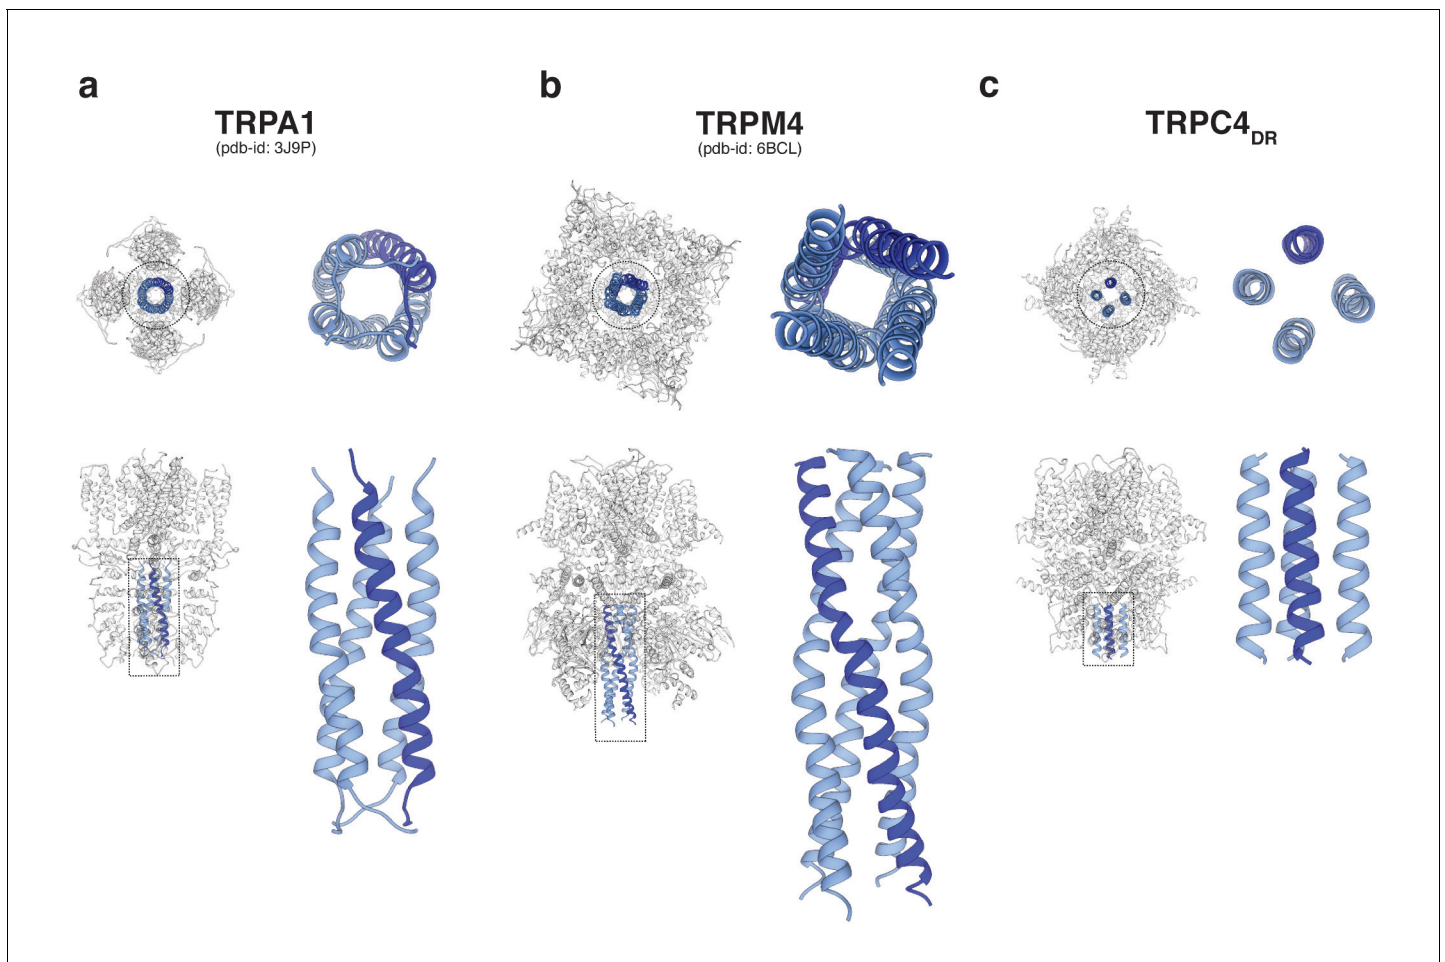 a
TRPA1
(pdb-id: 3J9P)
b
TRPM4
(pdb-id: 6BCL)
c
TRPC4DR